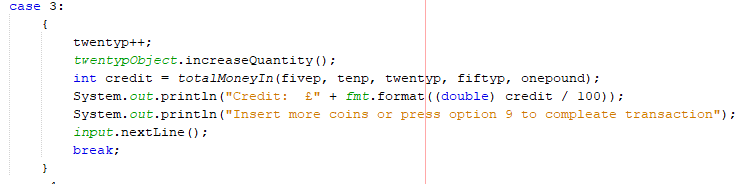 case 3:
{
twentyp++;
twentypObject.increaseQuantity();
int credit = totalMoneyIn(fivep, tenp, twentyp, fiftyp, onepound);
System.out.println("Credit:  £" + fmt.format((double) credit / 100));
System.out.println("Insert more coins or press option 9 to compleate transaction");
input.nextLine();
break;
}